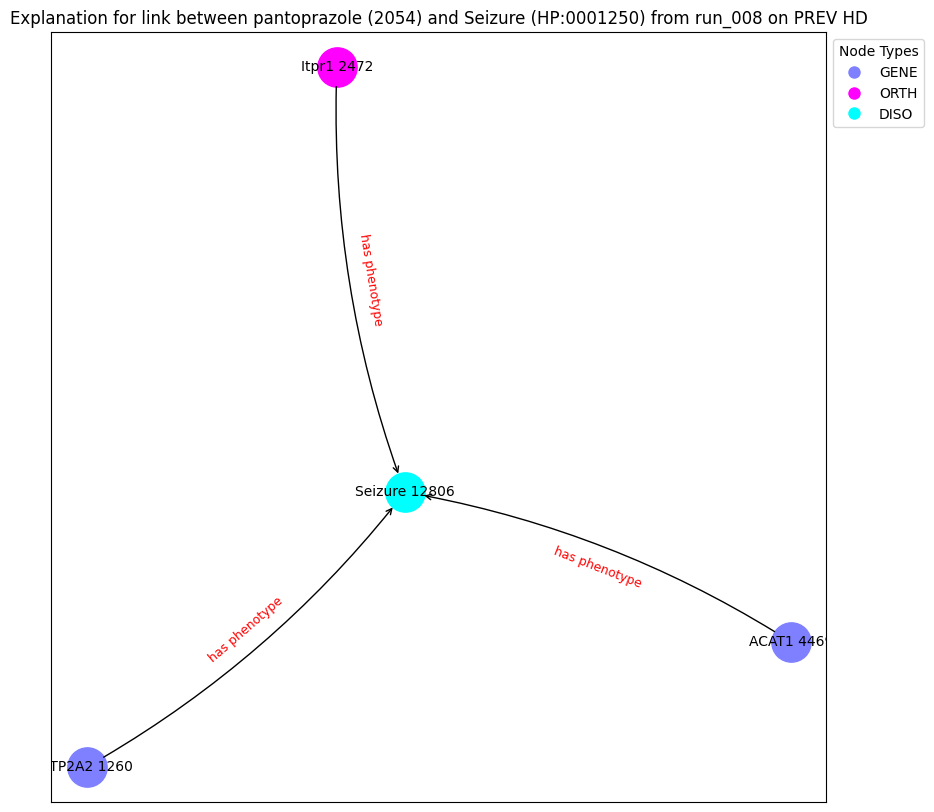 Explanation for link between pantoprazole (2054) and Seizure (HP:0001250) from run_008 on PREV HD
Node Types
GENE
ORTH
DISO
Itpr1 2472
has phenotype
Seizure 12806
has phenotype
has phenotype
ACAT1 446
TP2A2 1260